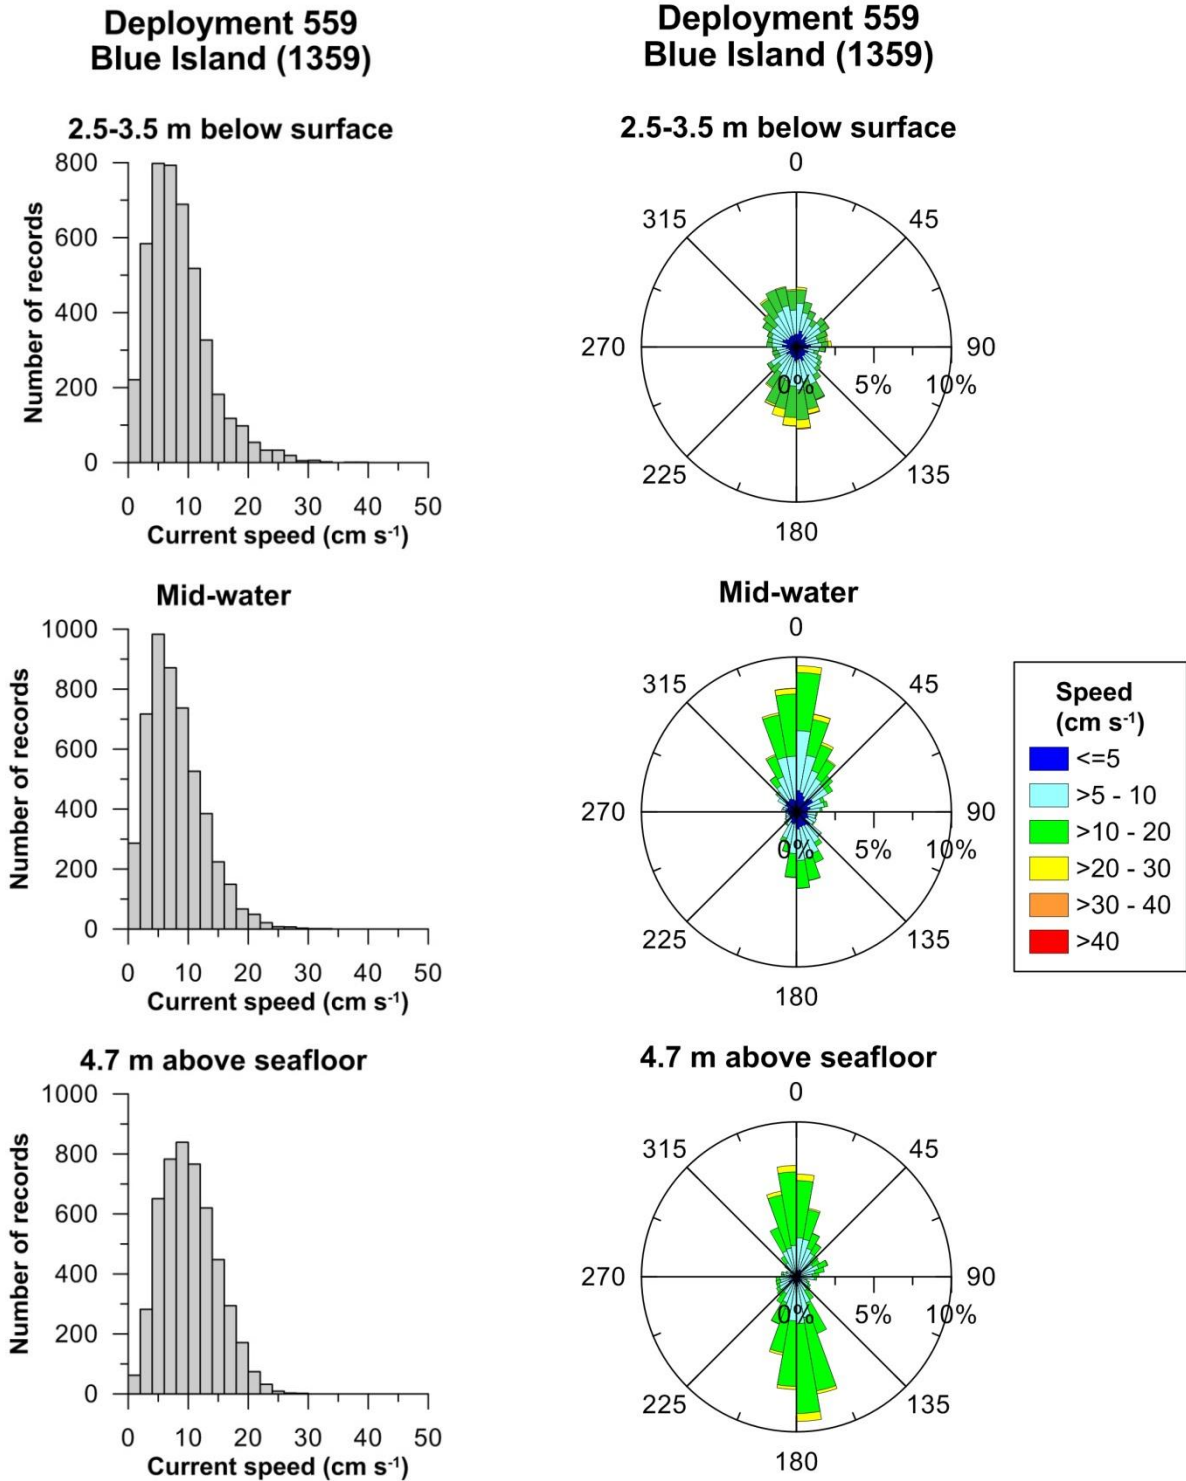 Deployment 559
Blue Island (1359)
Deployment 559
Blue Island (1359)
2.5-3.5 m below surface
800
600
400
200
0
Number of records
0 10 20 30 40 50
Current speed (cm s⁻¹)
2.5-3.5 m below surface
0
315 45
270 90
0% 5% 10%
225 135
180
Mid-water
1000
800
600
400
200
0
Number of records
0 10 20 30 40 50
Current speed (cm s⁻¹)
Mid-water
0
315 45
270 90
0% 5% 10%
225 135
180
Speed
(cm s⁻¹)
<=5
>5 - 10
>10 - 20
>20 - 30
>30 - 40
>40
4.7 m above seafloor
1000
800
600
400
200
0
Number of records
0 10 20 30 40 50
Current speed (cm s⁻¹)
4.7 m above seafloor
0
315 45
270 90
0% 5% 10%
225 135
180